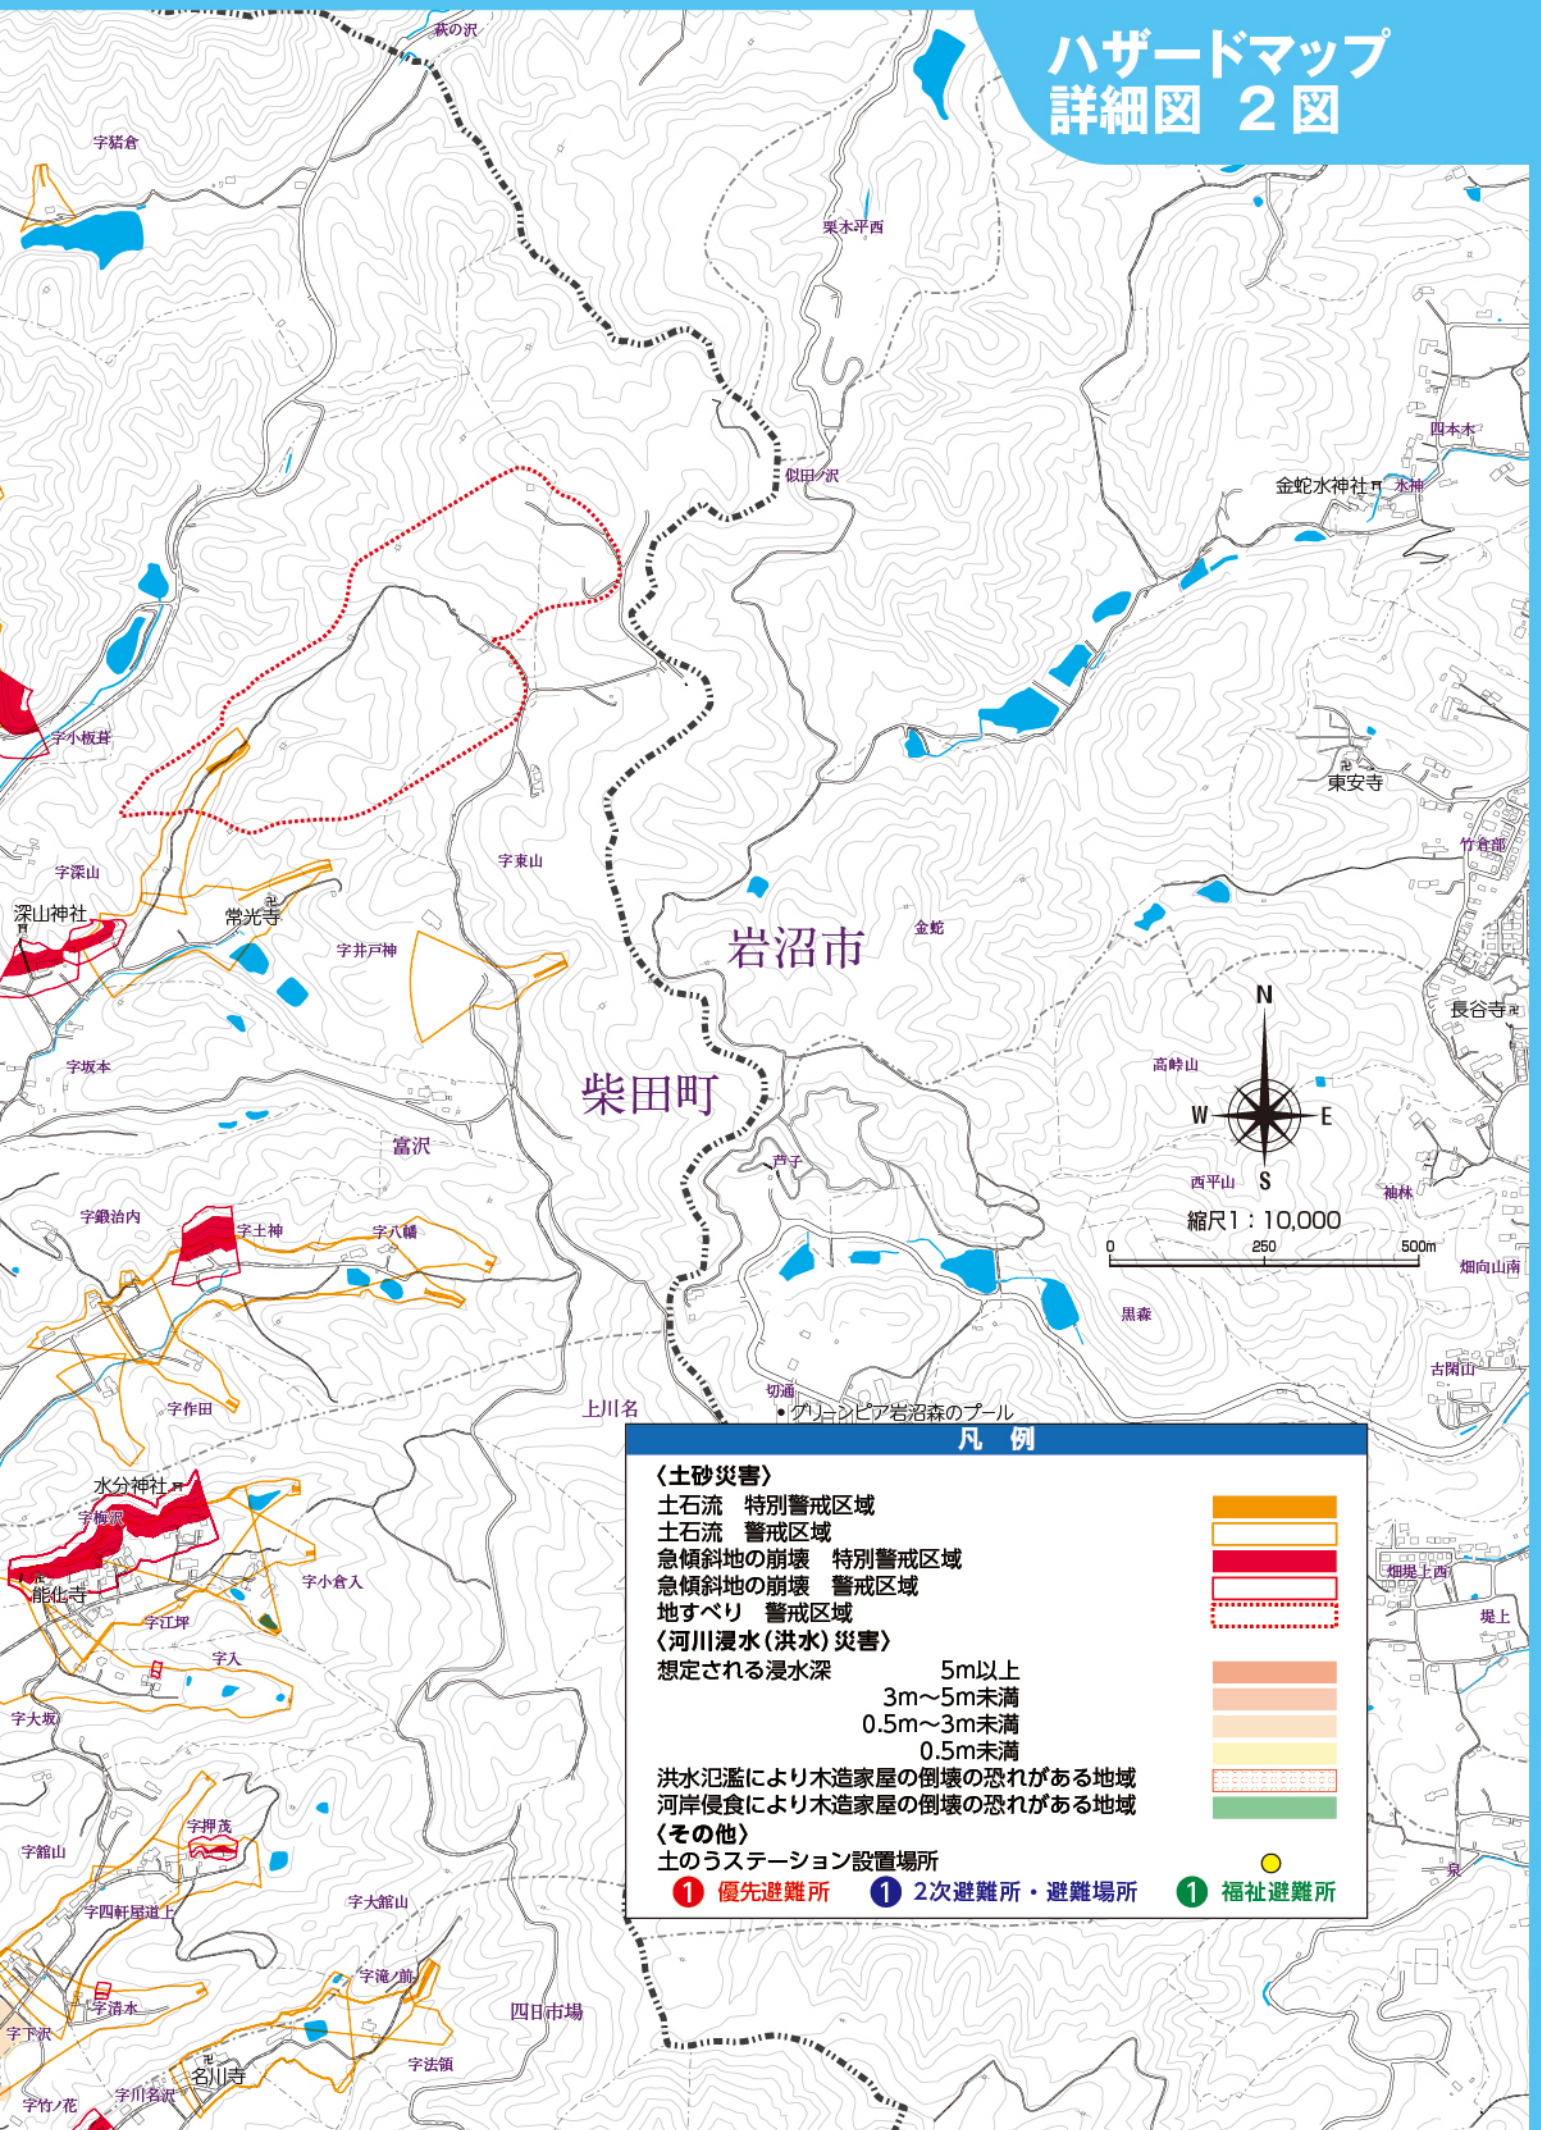 ハザードマップ
詳細図 2図
萩の沢
字猪倉
栗木平西
四本木
似田ノ沢
金蛇水神社
水神
字小板葺
東安寺
竹倉部
字東山
字深山
深山神社
常光寺
字井戸神
岩沼市
金蛇
長谷寺
N
W
E
S
高峠山
字坂本
柴田町
富沢
芦子
西平山
袖林
縮尺1:10,000
0
250
500m
字鍛治内
字土神
字八幡
畑向山南
黒森
古閑山
切通
上川名
字作田
グリーンピア岩沼森のプール
水分神社
字梅沢
能化寺
字小倉入
字江坪
字入
字大坂
畑堤上西
堤上
凡 例
〈土砂災害〉
土石流 特別警戒区域
土石流 警戒区域
急傾斜地の崩壊 特別警戒区域
急傾斜地の崩壊 警戒区域
地すべり 警戒区域
〈河川浸水(洪水)災害〉
想定される浸水深 5m以上
3m〜5m未満
0.5m〜3m未満
0.5m未満
洪水氾濫により木造家屋の倒壊の恐れがある地域
河岸侵食により木造家屋の倒壊の恐れがある地域
〈その他〉
土のうステーション設置場所
1 優先避難所 1 2次避難所・避難場所 1 福祉避難所
字押茂
字舘山
泉
字大舘山
字四軒屋道上
字滝ノ前
字清水
四日市場
字下沢
字法領
名川寺
字川名沢
字竹ノ花